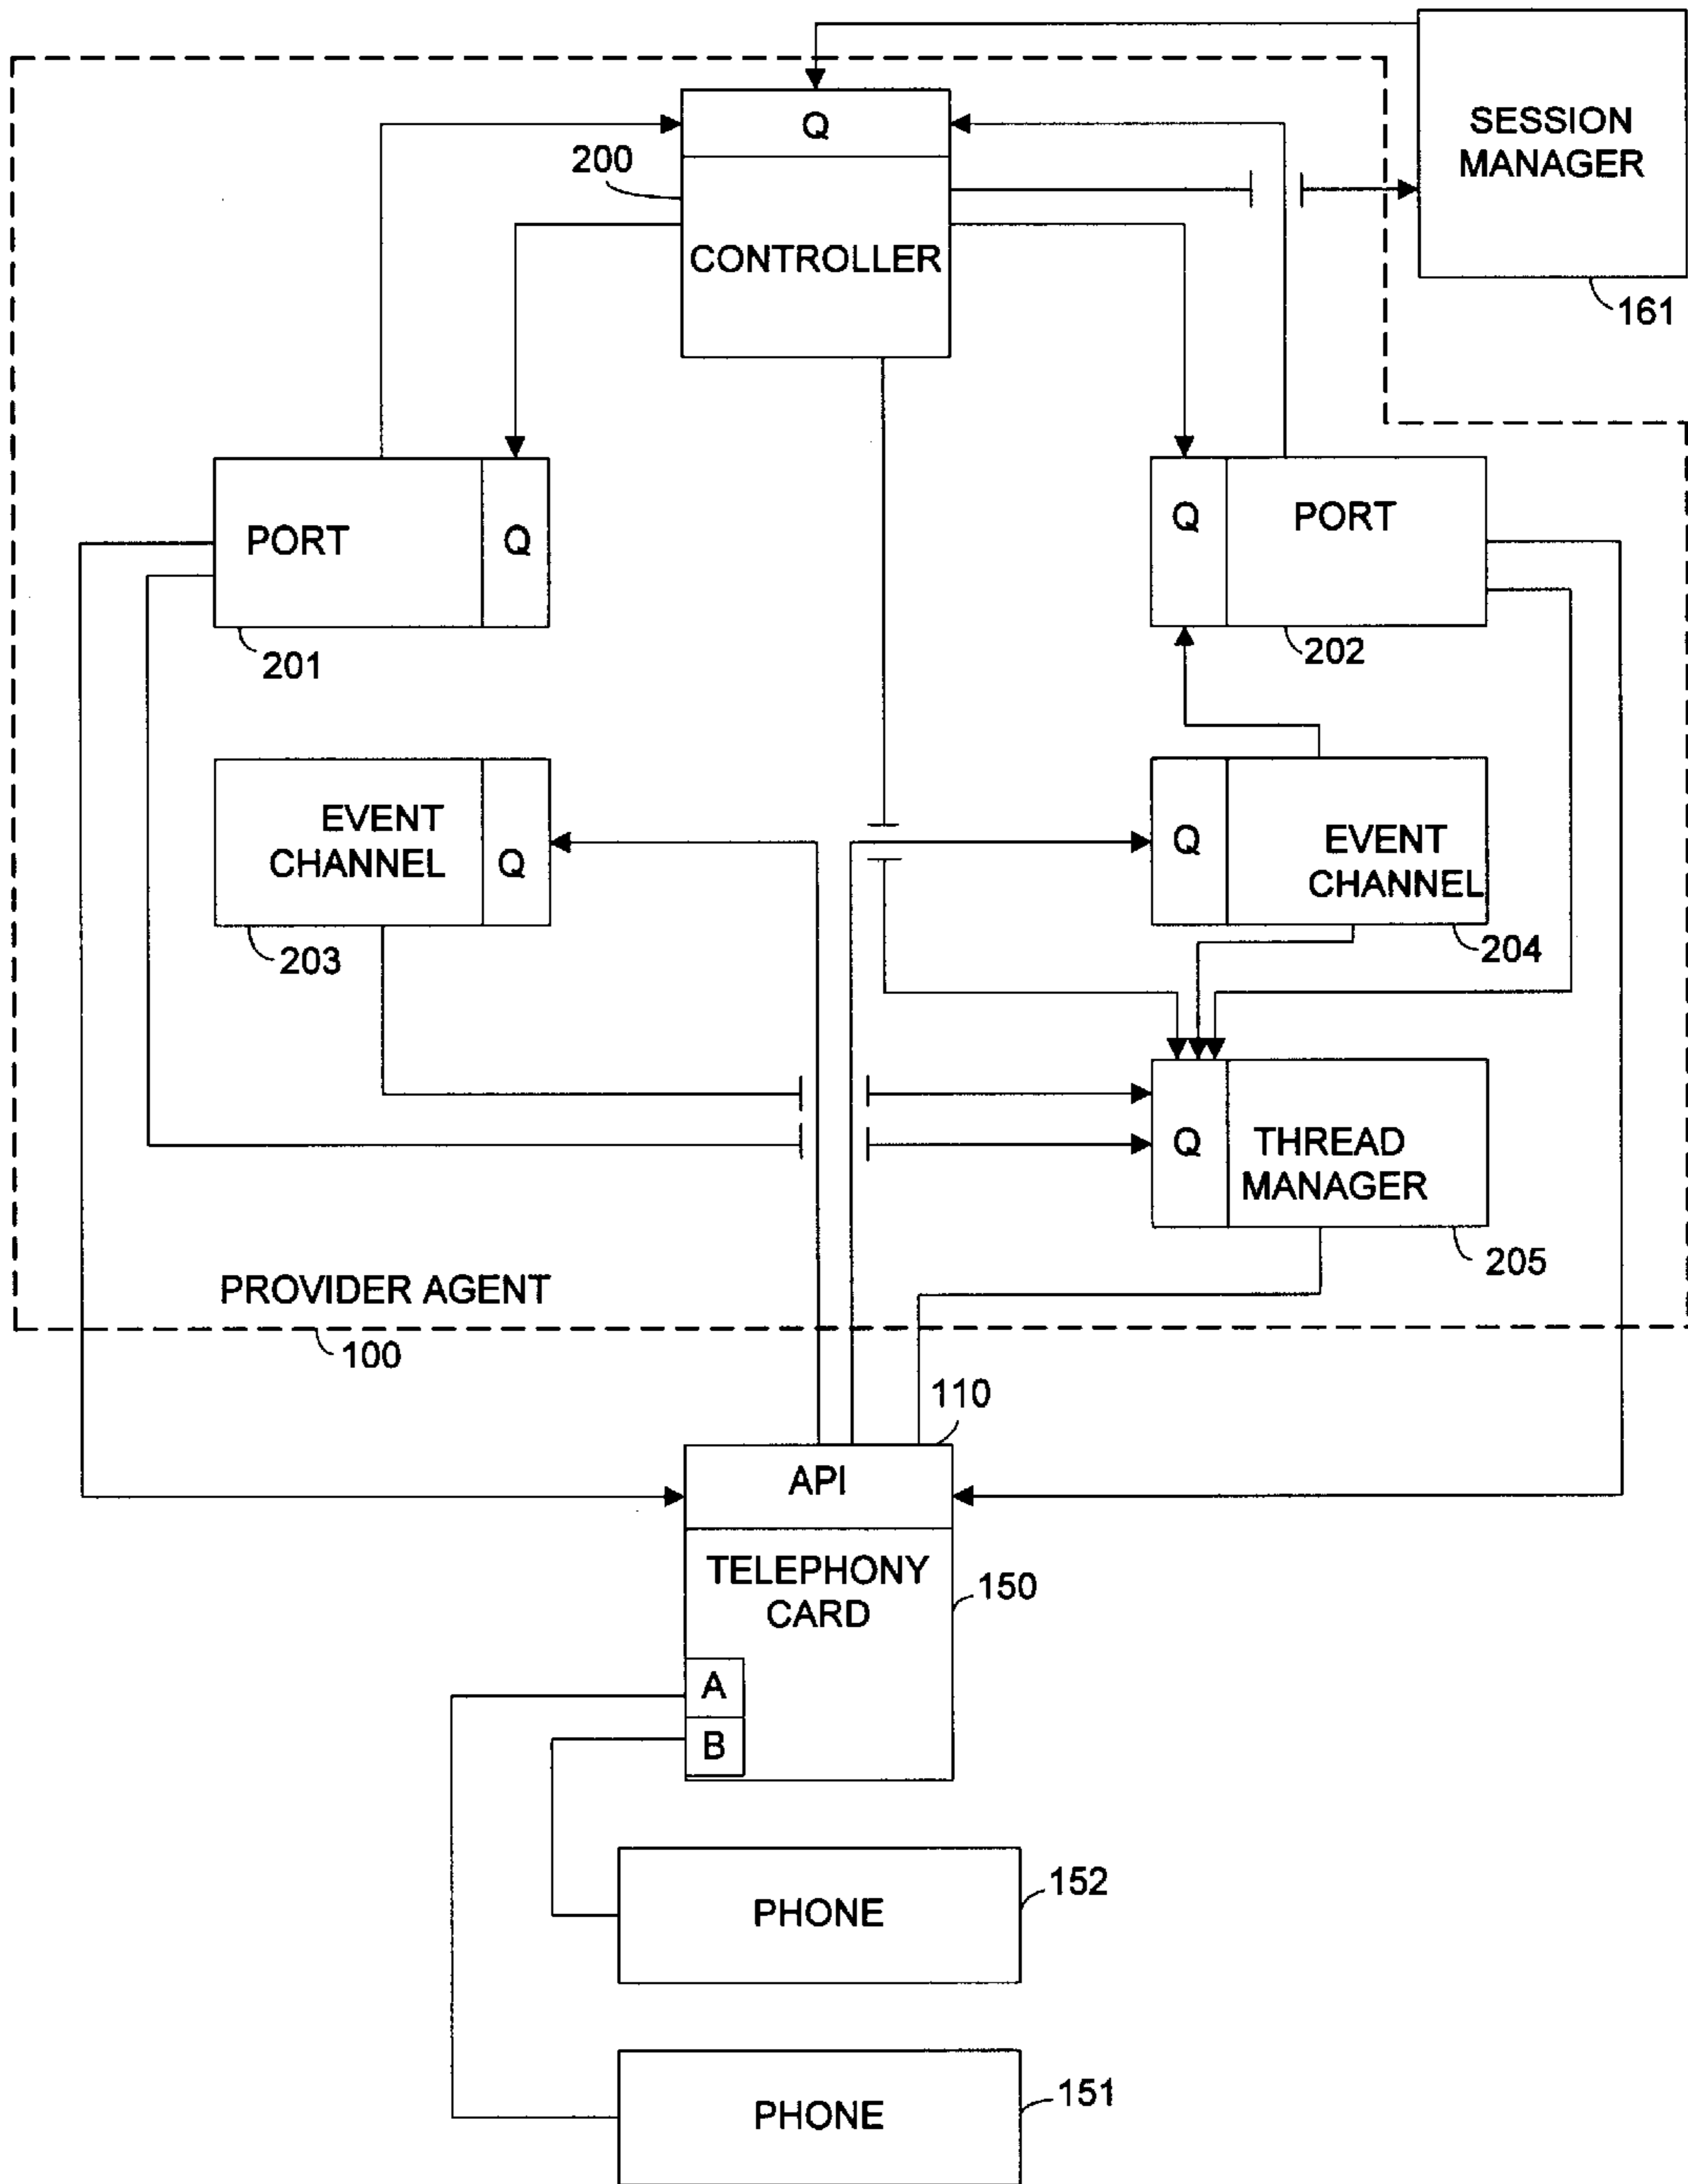 SESSION
MANAGER
161
Q
200
CONTROLLER
PORT
Q
201
Q
PORT
202
EVENT
CHANNEL
Q
203
Q
EVENT
CHANNEL
204
Q
THREAD
MANAGER
205
PROVIDER AGENT
100
110
API
TELEPHONY
CARD
150
A
B
PHONE
152
PHONE
151